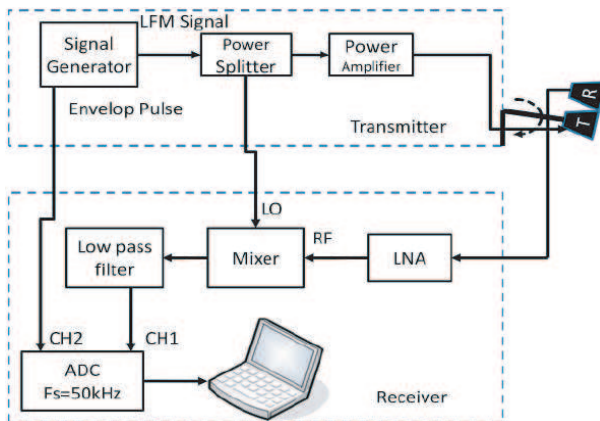 LFM Signal
Signal
Generator
Power
Splitter
Power
Amplifier
Envelop Pulse
Transmitter
R
T
LO
RF
Low pass
filter
Mixer
LNA
CH2
CH1
ADC
Fs=50kHz
Receiver